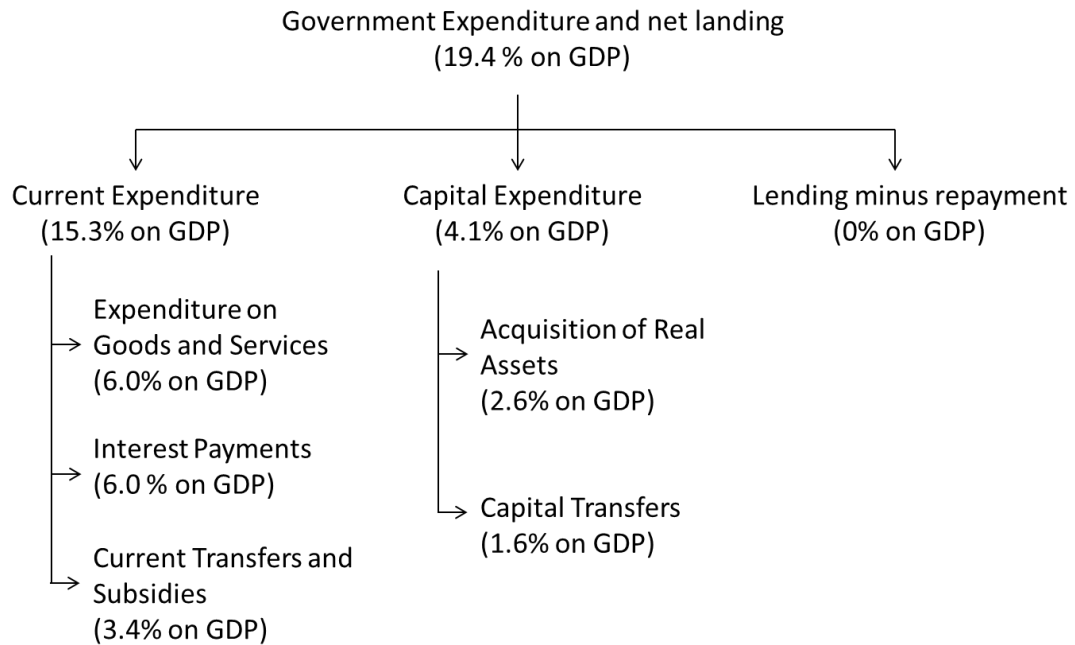 Government Expenditure and net landing
(19.4 % on GDP)
Current Expenditure
(15.3% on GDP)
Capital Expenditure
(4.1% on GDP)
Lending minus repayment
(0% on GDP)
Expenditure on
Goods and Services
(6.0% on GDP)
Interest Payments
(6.0 % on GDP)
Current Transfers and
Subsidies
(3.4% on GDP)
Acquisition of Real
Assets
(2.6% on GDP)
Capital Transfers
(1.6% on GDP)